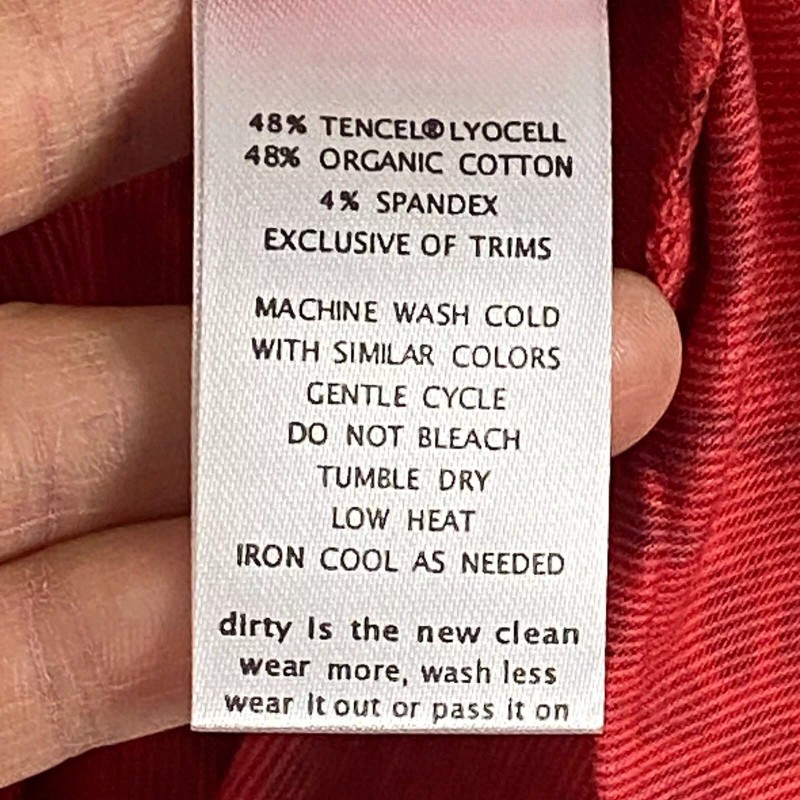 48% TENCEL® LYOCELL
48% ORGANIC COTTON
4% SPANDEX
EXCLUSIVE OF TRIMS
MACHINE WASH COLD
WITH SIMILAR COLORS
GENTLE CYCLE
DO NOT BLEACH
TUMBLE DRY
LOW HEAT
IRON COOL AS NEEDED
dirty is the new clean
wear more, wash less
wear it out or pass it on